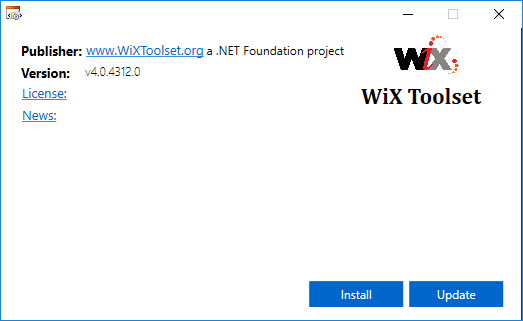 Publisher: www.WiXToolset.org a .NET Foundation project
Version: v4.0.4312.0
License:
News:
WiX
WiX Toolset
Install
Update